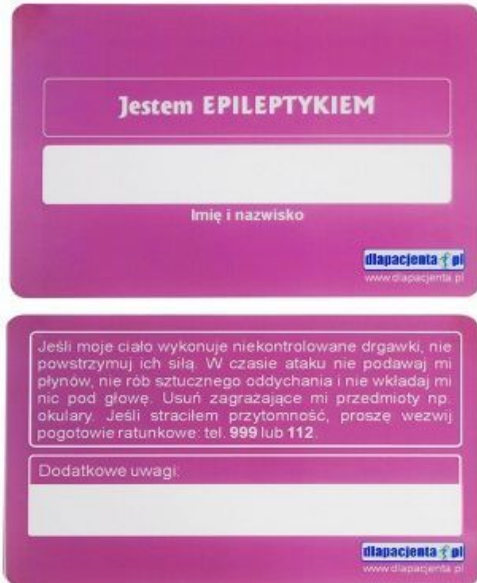 Jestem EPILEPTYKIEM
Imię i nazwisko
dlapacjenta pl
www.dlapacjenta.pl
Jeśli moje ciało wykonuje niekontrolowane drgawki, nie
powstrzymuj ich siłą. W czasie ataku nie podawaj mi
płynów, nie rób sztucznego oddychania i nie wkładaj mi
nic pod głowę. Usuń zagrażające mi przedmioty np.
okulary. Jeśli straciłem przytomność, proszę wezwij
pogotowie ratunkowe: tel. 999 lub 112.
Dodatkowe uwagi:
dlapacjenta pl
www.dlapacjenta.pl